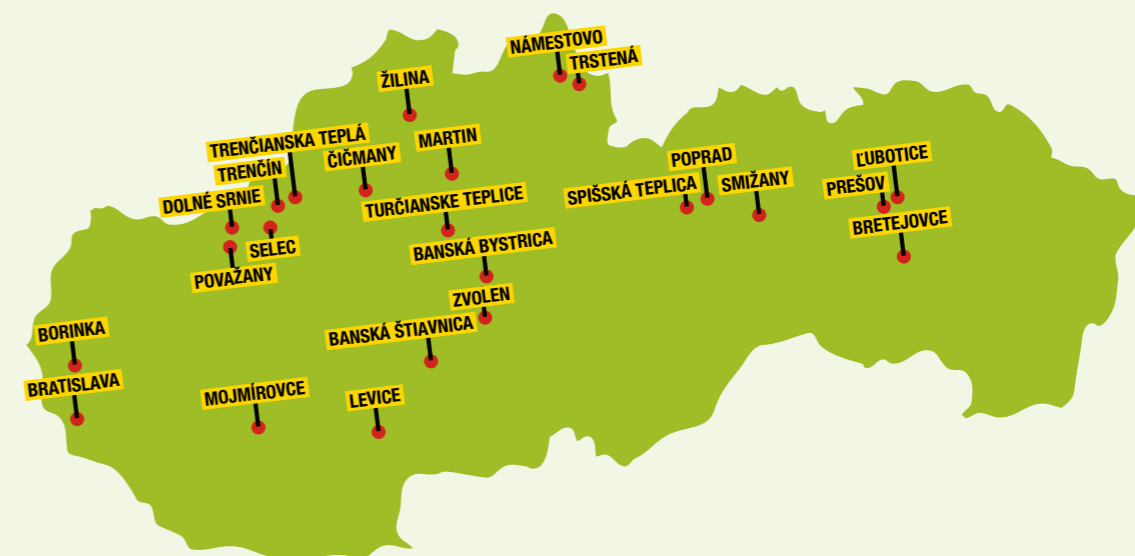 NÁMESTOVO
TRSTENÁ
ŽILINA
TRENČIANSKA TEPLÁ
MARTIN
ČIČMANY
TRENČÍN
POPRAD
ĽUBOTICE
DOLNÉ SRNIE
TURČIANSKE TEPLICE
SPIŠSKÁ TEPLICA
SMIŽANY
PREŠOV
BRETEJOVCE
SELEC
BANSKÁ BYSTRICA
POVAŽANY
ZVOLEN
BORINKA
BANSKÁ ŠTIAVNICA
BRATISLAVA
MOJMÍROVCE
LEVICE